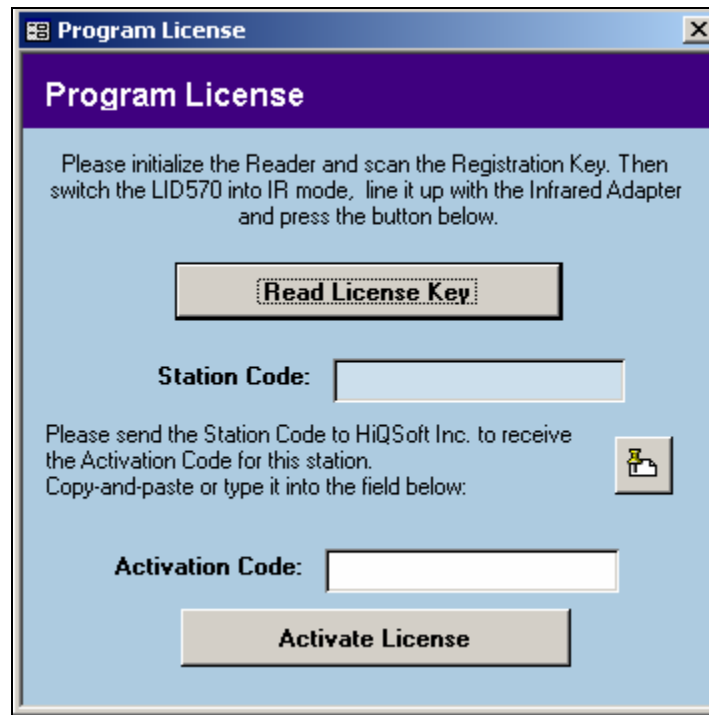 Program License
Program License
Please initialize the Reader and scan the Registration Key. Then
switch the LID570 into IR mode, line it up with the Infrared Adapter
and press the button below.
Read License Key
Station Code:
Please send the Station Code to HiQSoft Inc. to receive
the Activation Code for this station.
Copy-and-paste or type it into the field below:
Activation Code:
Activate License